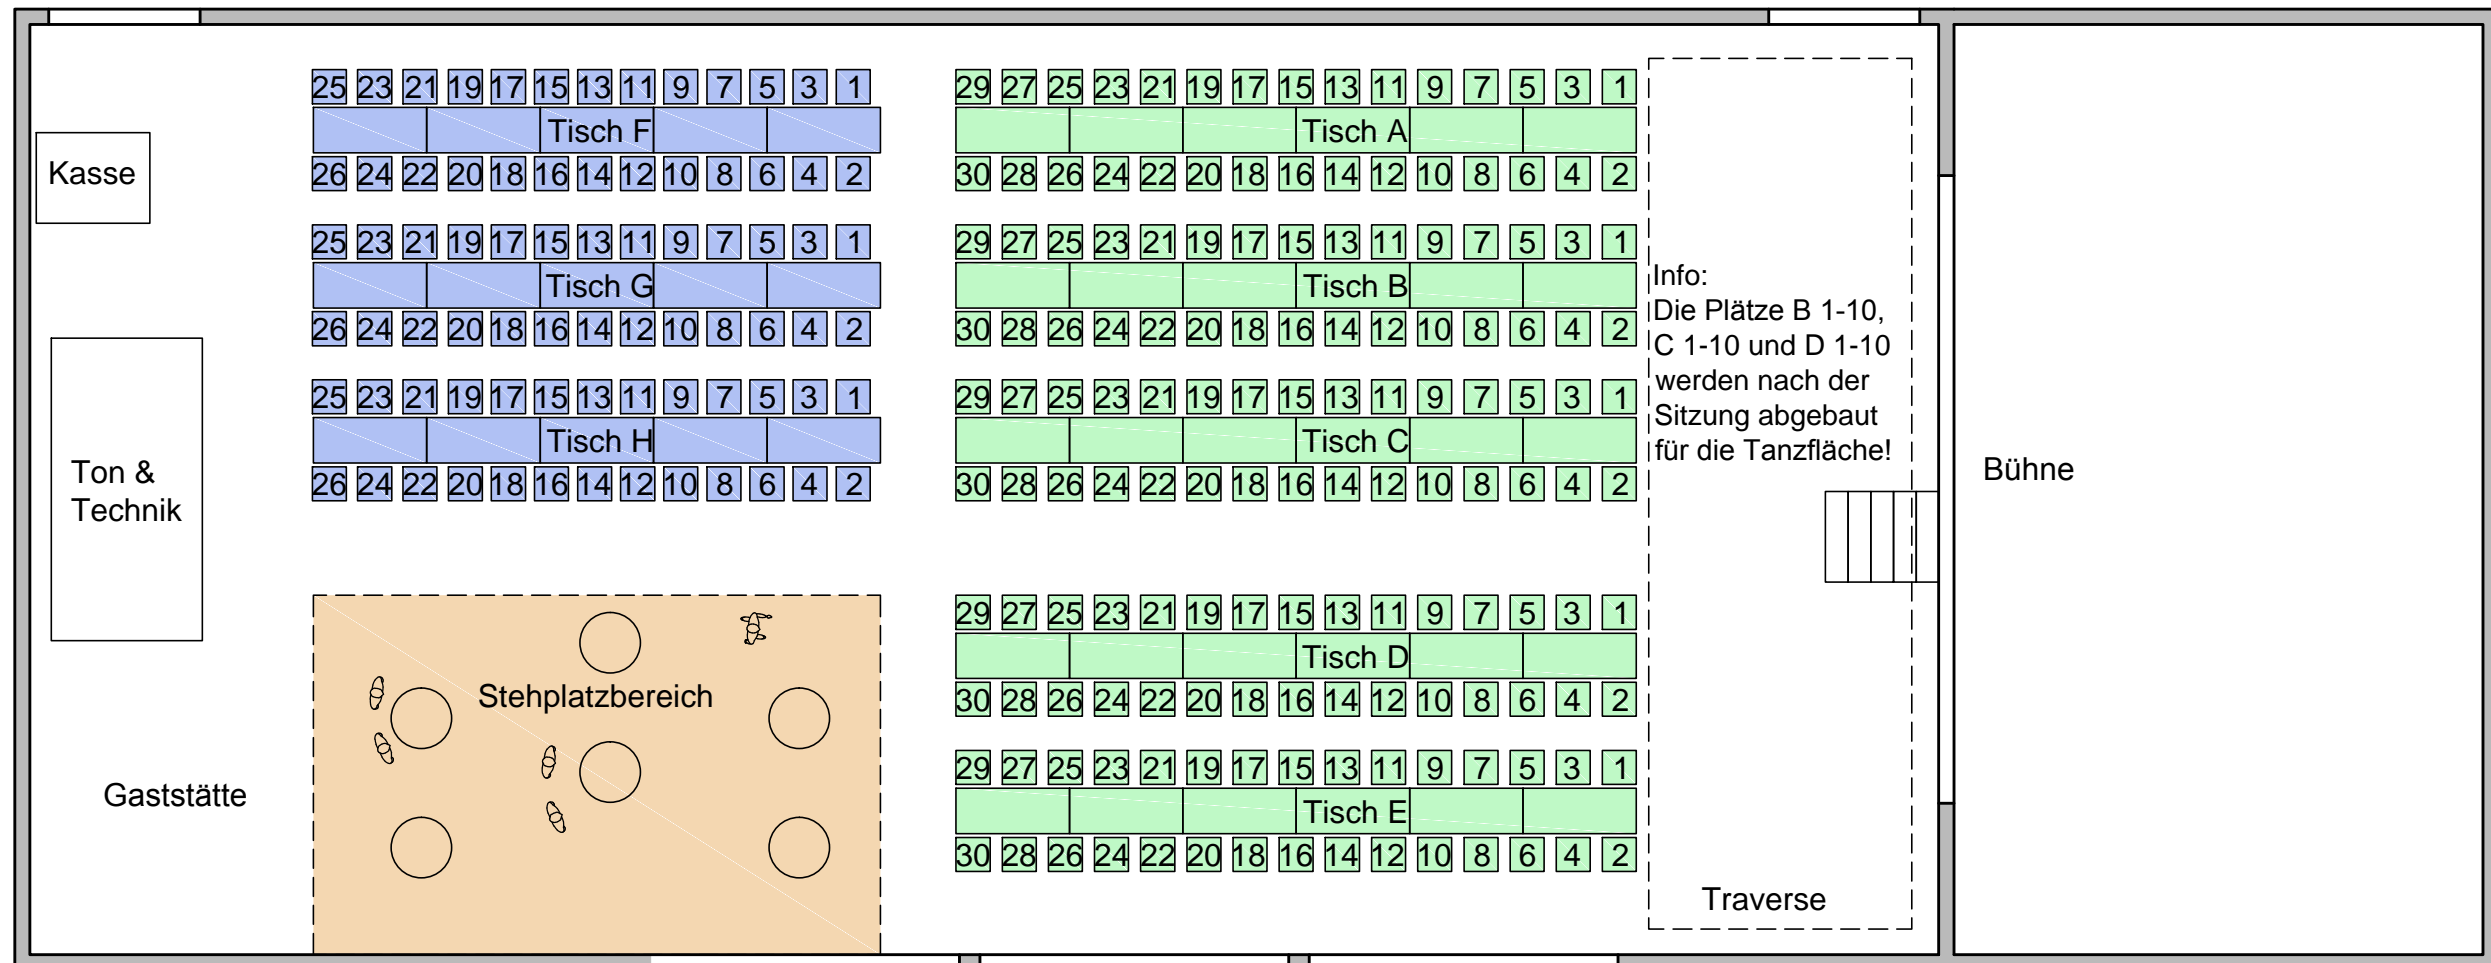 25 23 21 19 17 15 13 11 9 7 5 3 1
Tisch F
26 24 22 20 18 16 14 12 10 8 6 4 2
25 23 21 19 17 15 13 11 9 7 5 3 1
Tisch G
26 24 22 20 18 16 14 12 10 8 6 4 2
25 23 21 19 17 15 13 11 9 7 5 3 1
Tisch H
26 24 22 20 18 16 14 12 10 8 6 4 2
29 27 25 23 21 19 17 15 13 11 9 7 5 3 1
Tisch A
30 28 26 24 22 20 18 16 14 12 10 8 6 4 2
29 27 25 23 21 19 17 15 13 11 9 7 5 3 1
Tisch B
30 28 26 24 22 20 18 16 14 12 10 8 6 4 2
29 27 25 23 21 19 17 15 13 11 9 7 5 3 1
Tisch C
30 28 26 24 22 20 18 16 14 12 10 8 6 4 2
29 27 25 23 21 19 17 15 13 11 9 7 5 3 1
Tisch D
30 28 26 24 22 20 18 16 14 12 10 8 6 4 2
29 27 25 23 21 19 17 15 13 11 9 7 5 3 1
Tisch E
30 28 26 24 22 20 18 16 14 12 10 8 6 4 2
Kasse
Ton &
Technik
Gaststätte
Stehplatzbereich
Info:
Die Plätze B 1-10,
C 1-10 und D 1-10
werden nach der
Sitzung abgebaut
für die Tanzfläche!
Traverse
Bühne